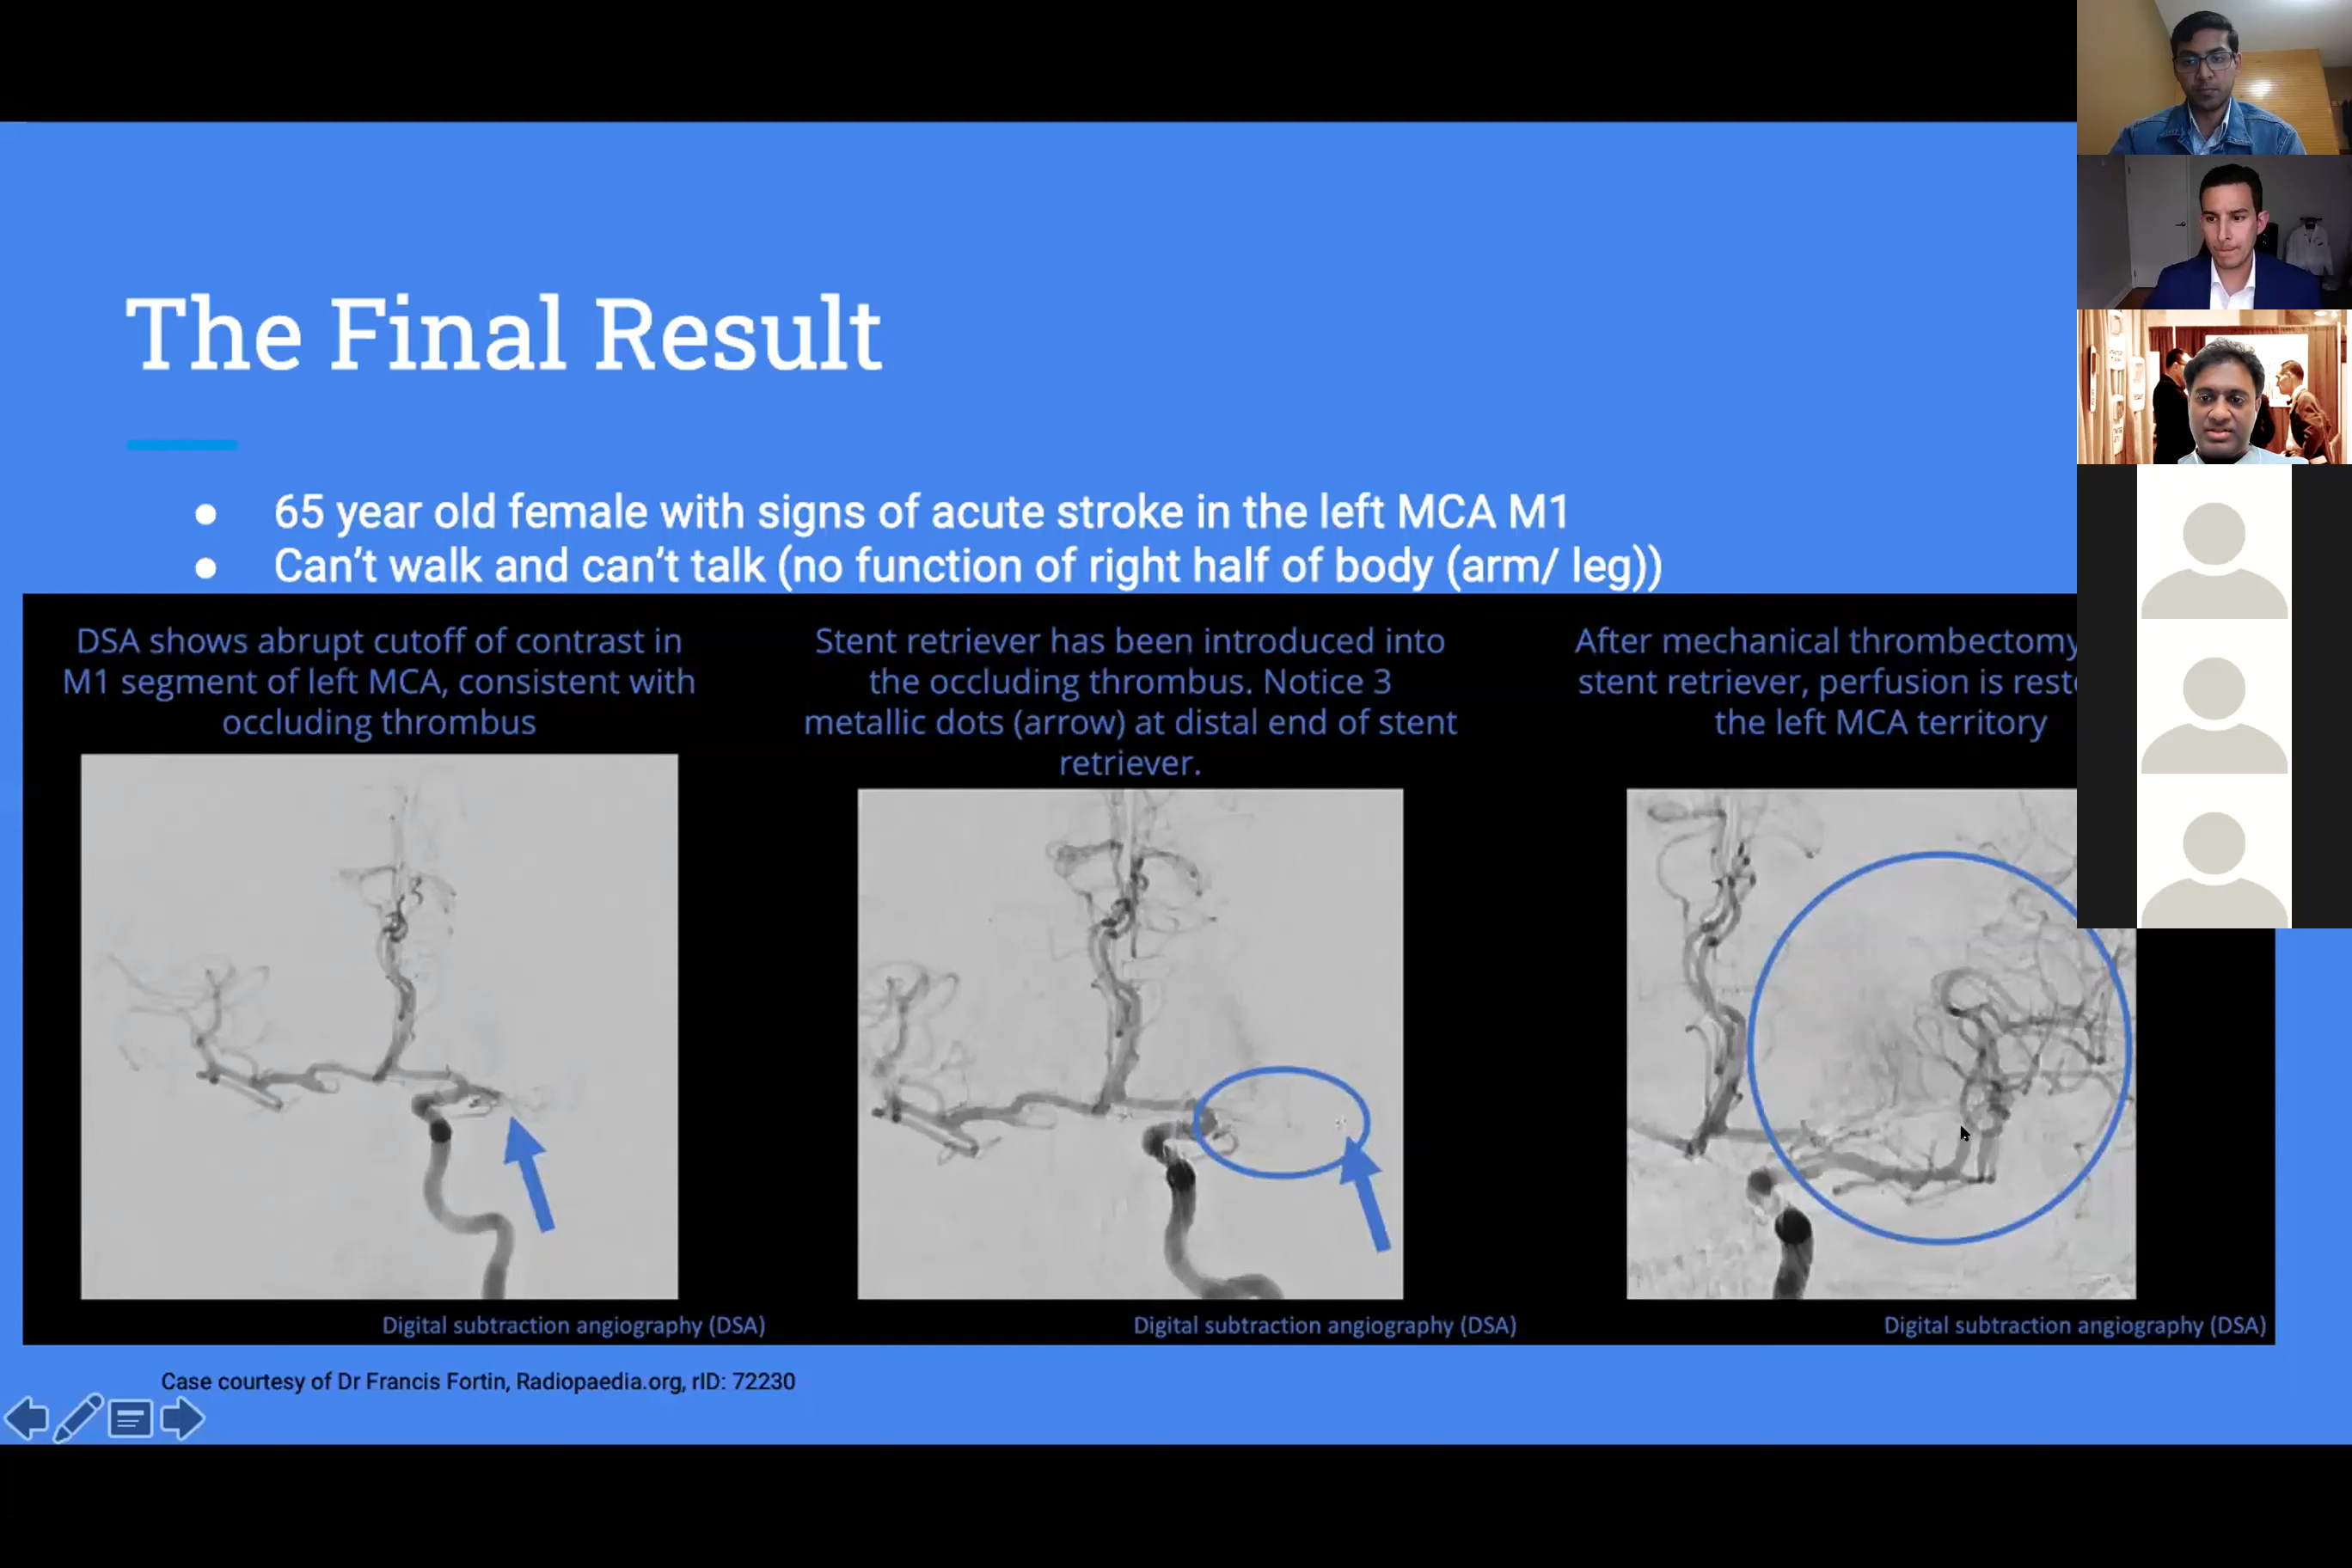 The Final Result
● 65 year old female with signs of acute stroke in the left MCA M1
● Can't walk and can't talk (no function of right half of body (arm/ leg))
DSA shows abrupt cutoff of contrast in
M1 segment of left MCA, consistent with
occluding thrombus
Stent retriever has been introduced into
the occluding thrombus. Notice 3
metallic dots (arrow) at distal end of stent
retriever.
After mechanical thrombectomy
stent retriever, perfusion is
the left MCA territory
Digital subtraction angiography (DSA)
Digital subtraction angiography (DSA)
Digital subtraction angiography (DSA)
Case courtesy of Dr Francis Fortin, Radiopaedia.org, rID: 72230